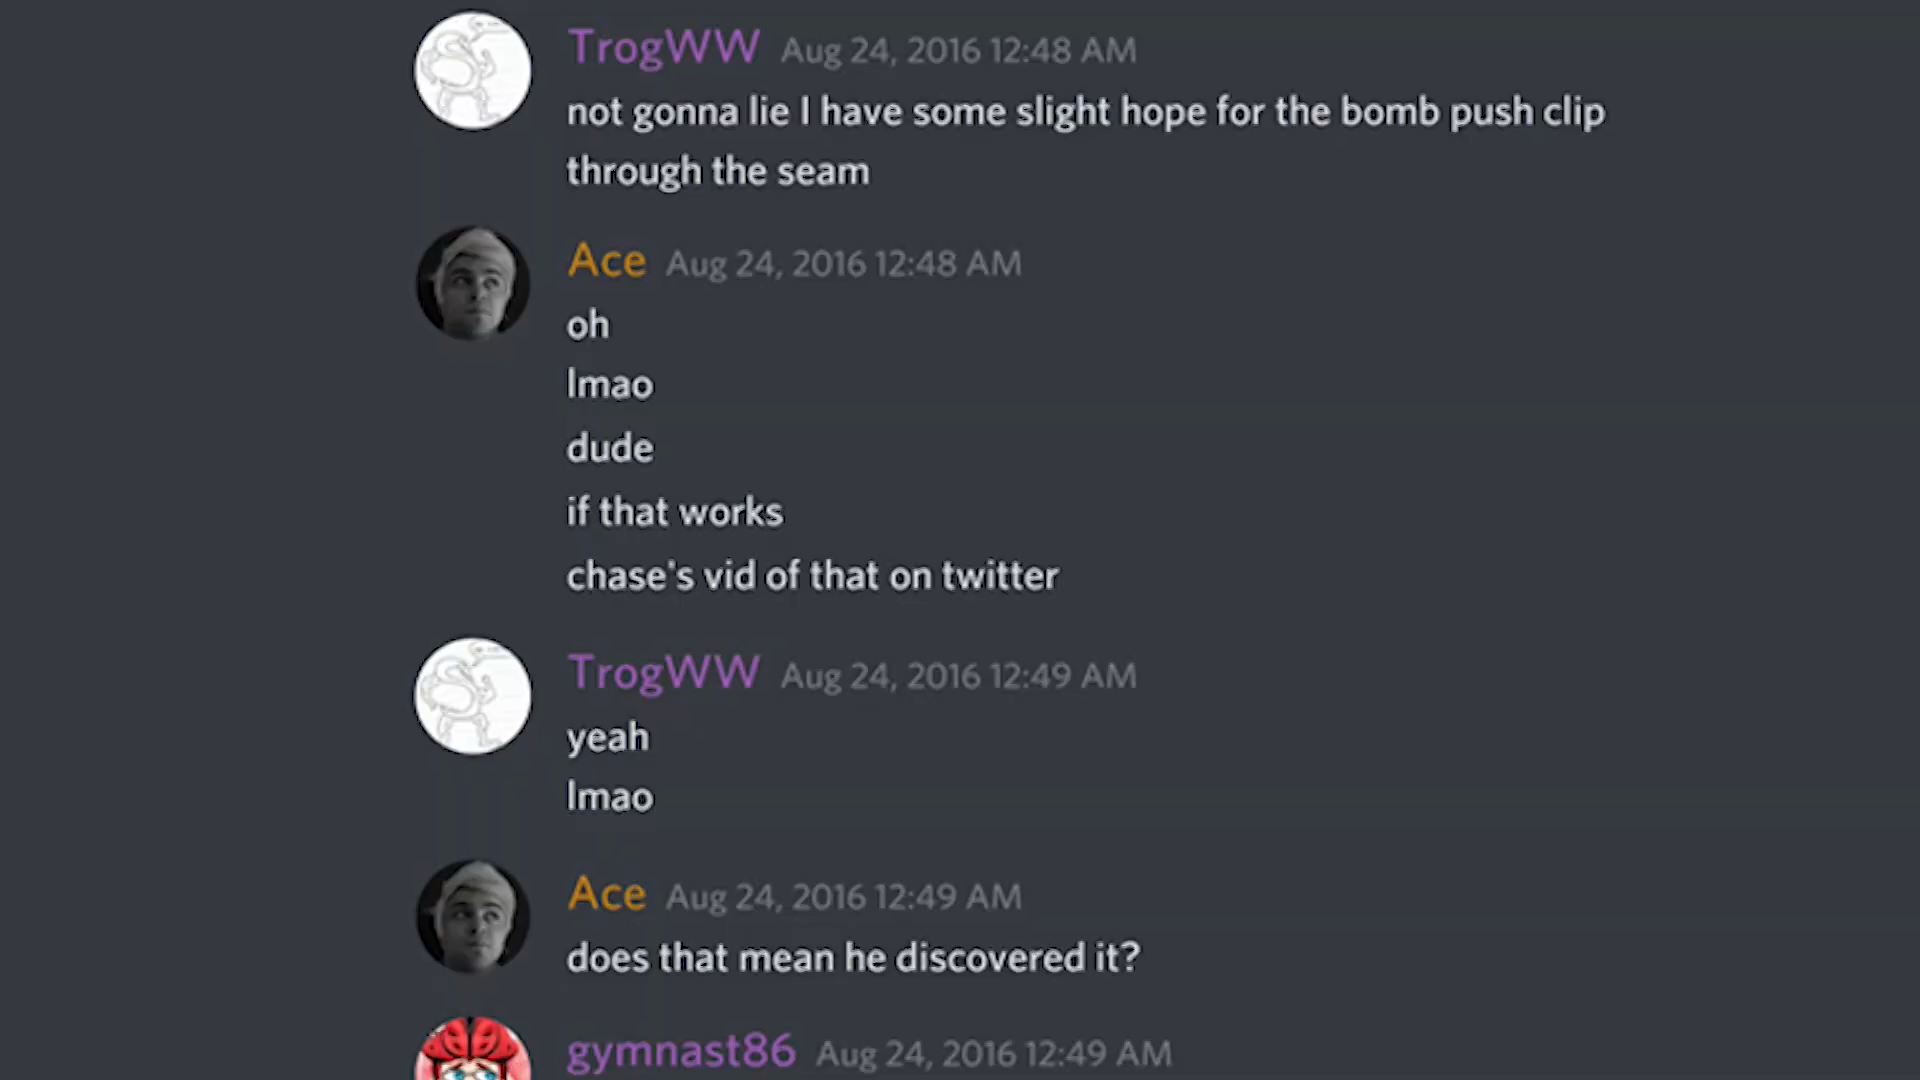 TrogWW Aug 24, 2016 12:48 AM
not gonna lie I have some slight hope for the bomb push clip
through the seam
Ace Aug 24, 2016 12:48 AM
oh
lmao
dude
if that works
chase's vid of that on twitter
TrogWW Aug 24, 2016 12:49 AM
yeah
lmao
Ace Aug 24, 2016 12:49 AM
does that mean he discovered it?
gymnast86 Aug 24, 2016 12:49 AM